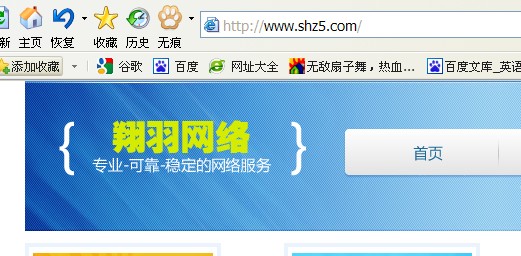 新 主页 恢复 收藏 历史 无痕 http://www.shz5.com/
添加收藏 谷歌 百度 网址大全 无敌扇子舞，热血... 百度文库_英语
{ 翔羽网络 }
专业-可靠-稳定的网络服务
首页